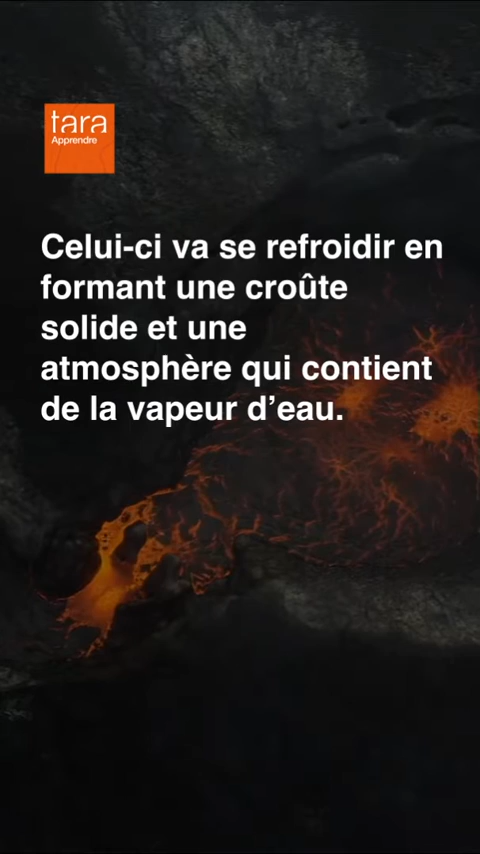 tara
Apprendre
Celui-ci va se refroidir en
formant une croûte
solide et une
atmosphère qui contient
de la vapeur d’eau.